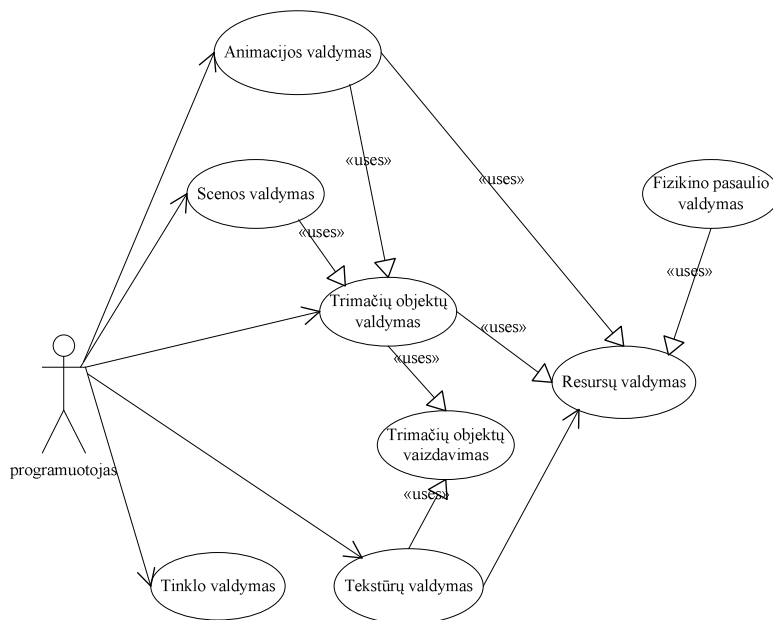 Animacijos valdymas
«uses»
«uses»
Scenos valdymas
Fizikino pasaulio
valdymas
«uses»
«uses»
Trimačių objektų
valdymas
«uses»
«uses»
Resursų valdymas
Trimačių objektų
vaizdavimas
programuotojas
«uses»
Tinklo valdymas
Tekstūrų valdymas